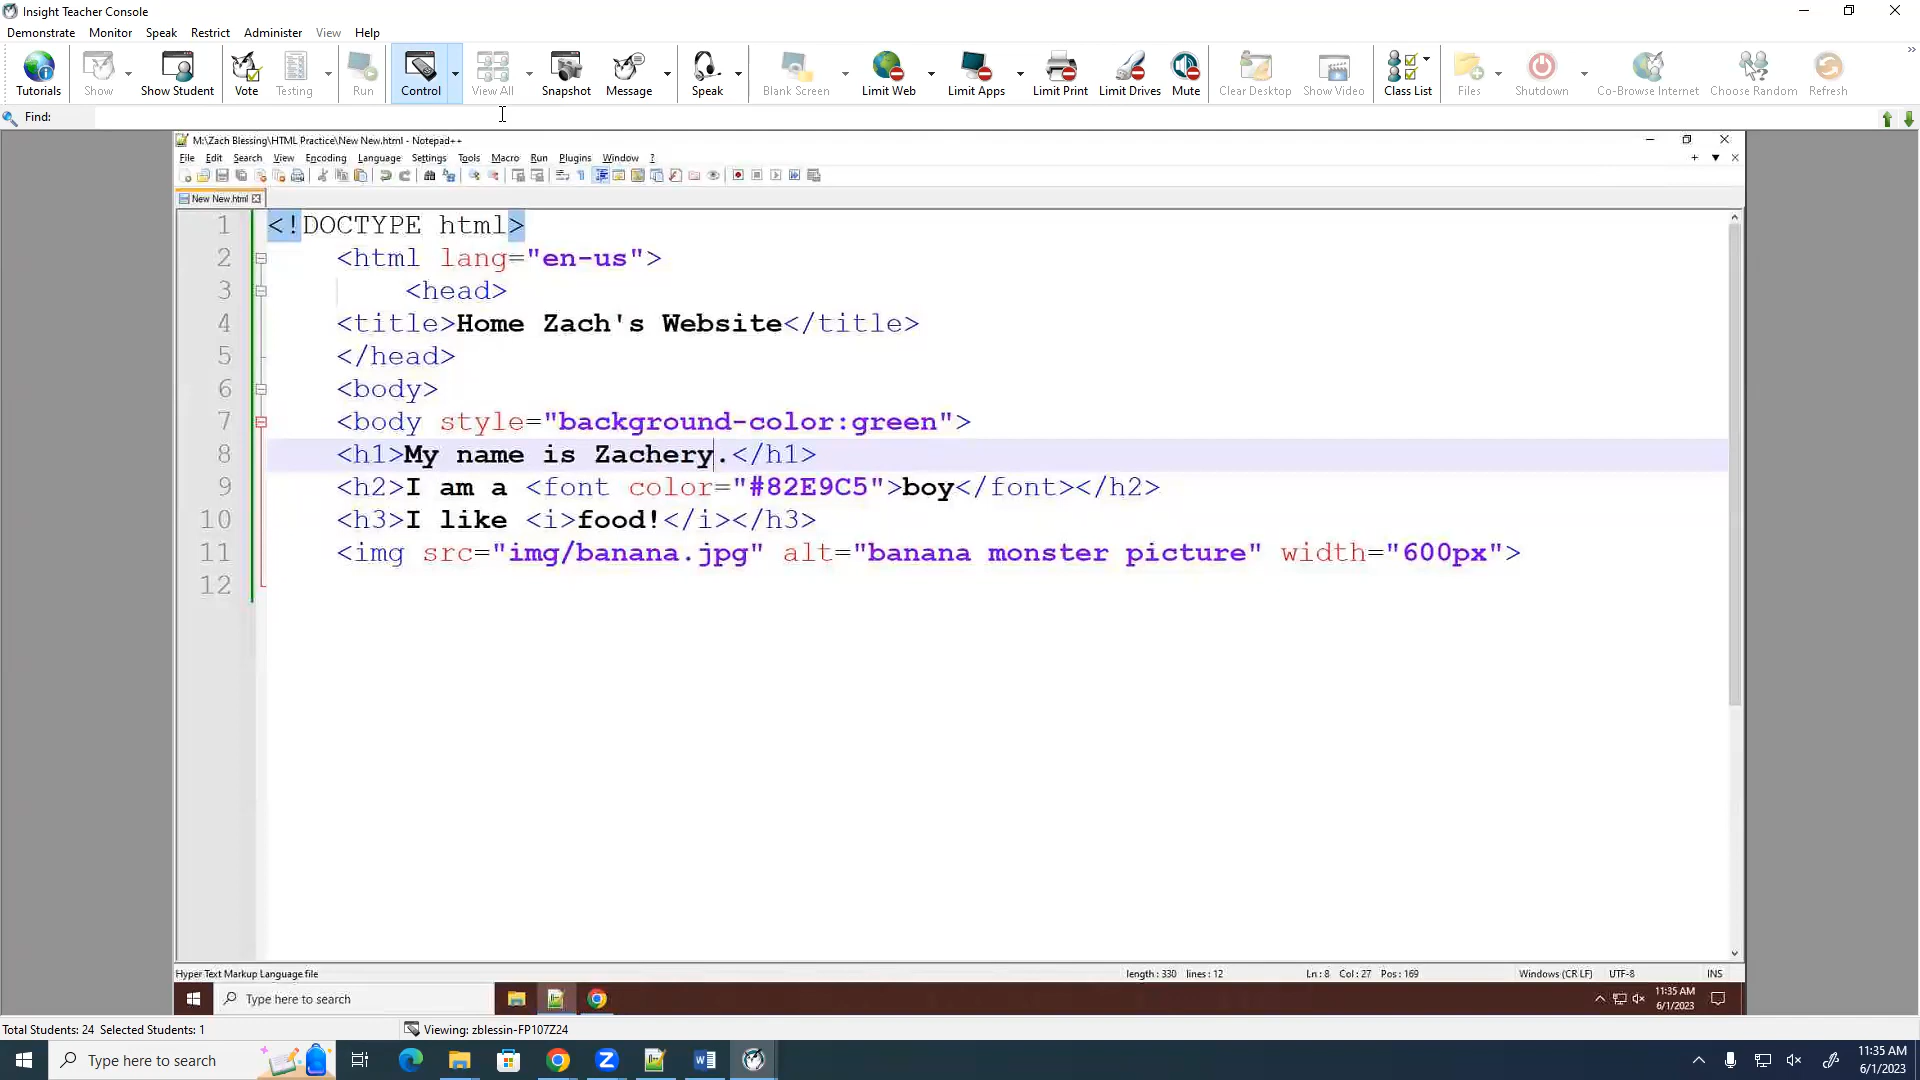 Insight Teacher Console
Demonstrate Monitor Speak Restrict Administer View Help
Tutorials Show Show Student Vote Testing Run Control View All Snapshot Message Speak Blank Screen Limit Web Limit Apps Limit Print Limit Drives Mute Clear Desktop Show Video Class List Files Shutdown Co-Browse Internet Choose Random Refresh
Find:
M:\Zach Blessing\HTML Practice\New New.html - Notepad++
File Edit Search View Encoding Language Settings Tools Macro Run Plugins Window ?
New New.html
1 <!DOCTYPE html>
2 <html lang="en-us">
3 <head>
4 <title>Home Zach's Website</title>
5 </head>
6 <body>
7 <body style="background-color:green">
8 <h1>My name is Zachery.</h1>
9 <h2>I am a <font color="#82E9C5">boy</font></h2>
10 <h3>I like <i>food!</i></h3>
11 <img src="img/banana.jpg" alt="banana monster picture" width="600px">
12
Hyper Text Markup Language file length : 330 lines : 12 Ln : 8 Col : 27 Pos : 169 Windows (CR LF) UTF-8 INS
Type here to search 11:35 AM
6/1/2023
Total Students: 24 Selected Students: 1 Viewing: zblessin-FP107Z24
Type here to search 11:35 AM
6/1/2023